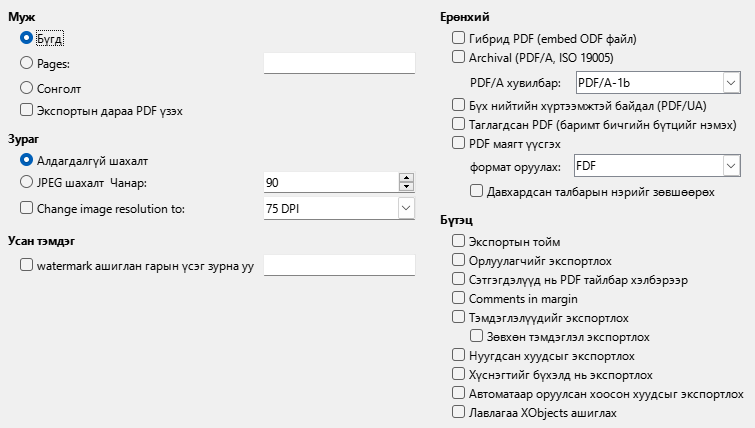 Муж
Бүгд
Pages:
Сонголт
Экспортын дараа PDF үзэх
Зураг
Алдагдалгүй шахалт
JPEG шахалт Чанар: 90
Change image resolution to: 75 DPI
Усан тэмдэг
watermark ашиглан гарын үсэг зурна уу
Ерөнхий
Гибрид PDF (embed ODF файл)
Archival (PDF/A, ISO 19005)
PDF/A хувилбар: PDF/A-1b
Бүх нийтийн хүртээмжтэй байдал (PDF/UA)
Таглагдсан PDF (баримт бичгийн бүтцийг нэмэх)
PDF маягт үүсгэх
формат оруулах: FDF
Давхардсан талбарын нэрийг зөвшөөрөх
Бүтэц
Экспортын тойм
Орлуулагчийг экспортлох
Сэтгэгдэлүүд нь PDF тайлбар хэлбэрээр
Comments in margin
Тэмдэглэлүүдийг экспортлох
Зөвхөн тэмдэглэл экспортлох
Нуугдсан хуудсыг экспортлох
Хүснэгтийг бүхэлд нь экспортлох
Автоматаар оруулсан хоосон хуудсыг экспортлох
Лавлагаа XObjects ашиглах